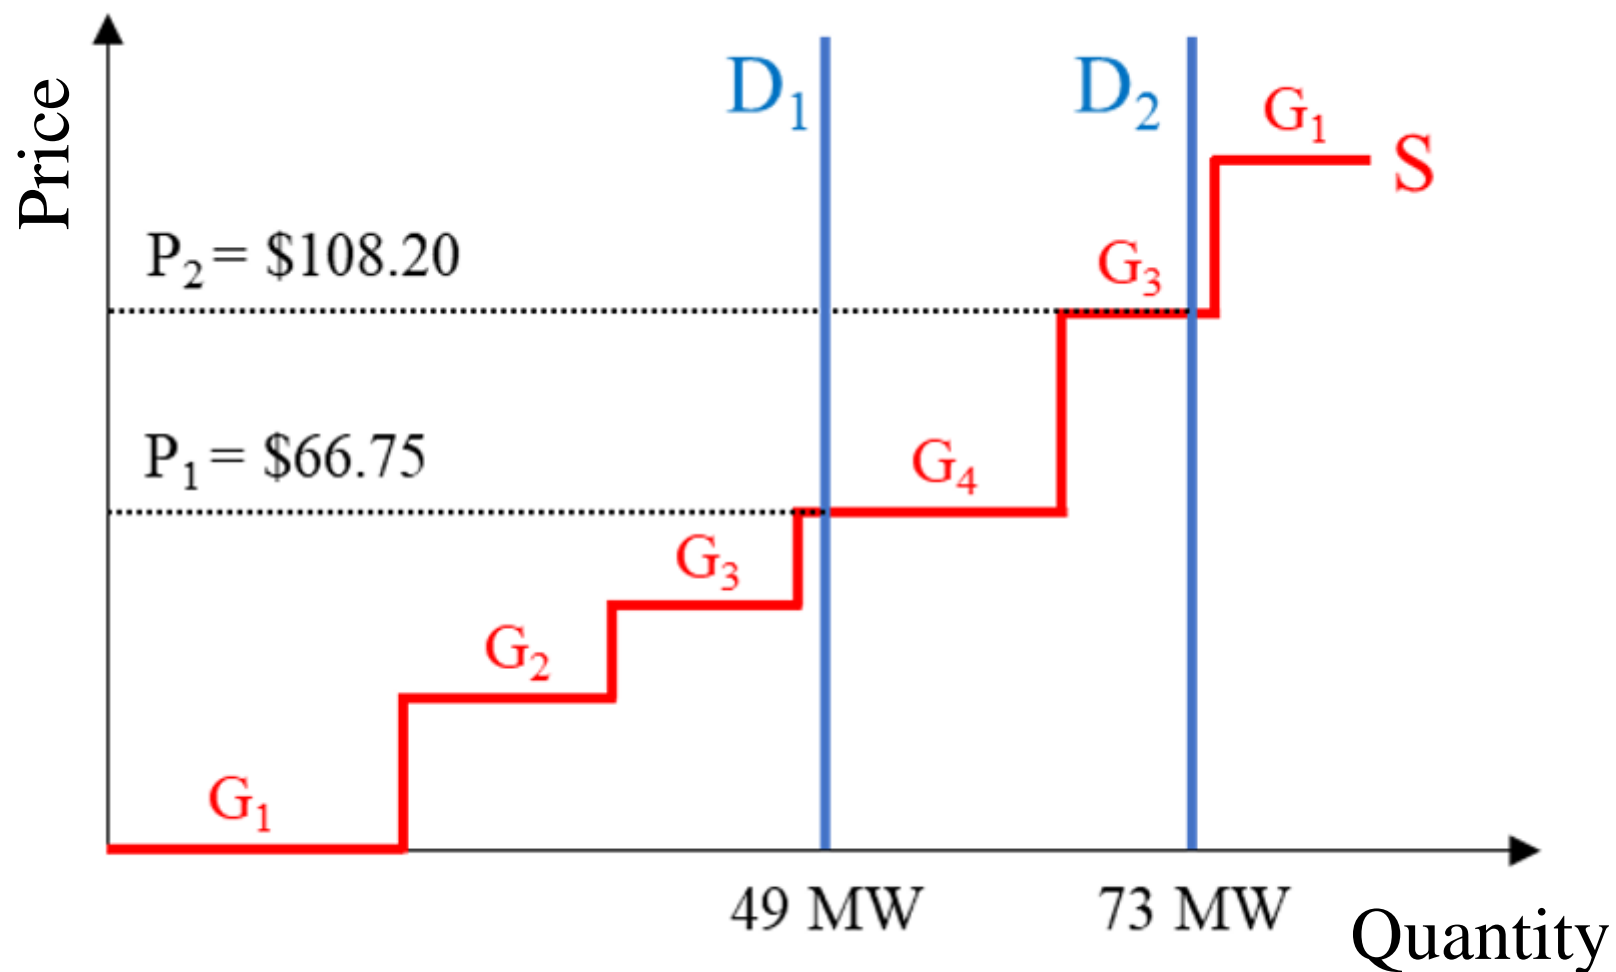 Price
D₁
D₂
G₁
S
P₂ = $108.20
G₃
P₁ = $66.75
G₄
G₃
G₂
G₁
49 MW
73 MW
Quantity